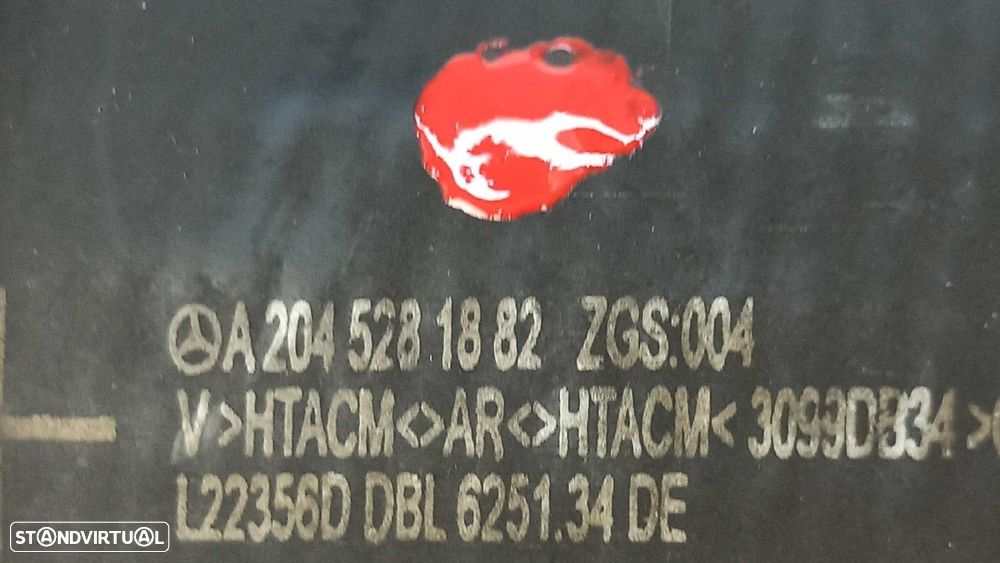 A 204 528 18 82 ZGS:004
V >HTACM<>AR<>HTACM< 3099DB34 >
L22356D DBL 6251.34 DE
STANDVIRTUAL